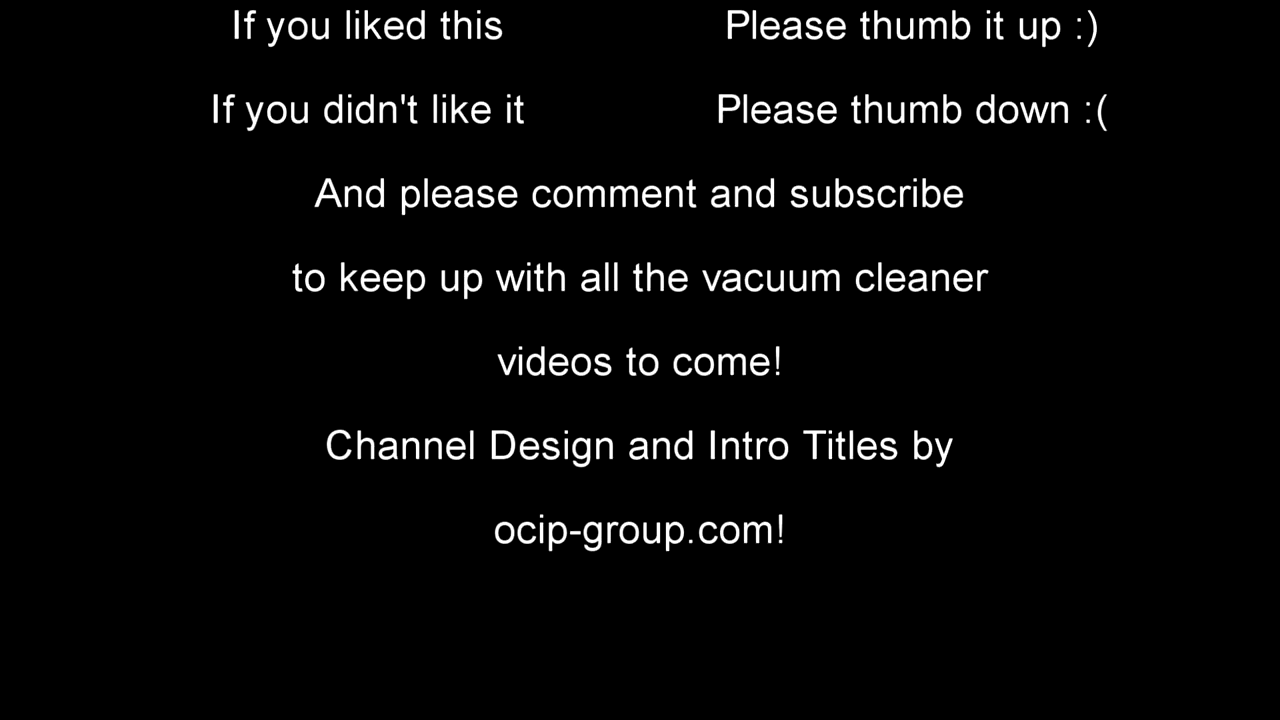 If you liked this Please thumb it up :)
If you didn't like it Please thumb down :(
And please comment and subscribe
to keep up with all the vacuum cleaner
videos to come!
Channel Design and Intro Titles by
ocip-group.com!